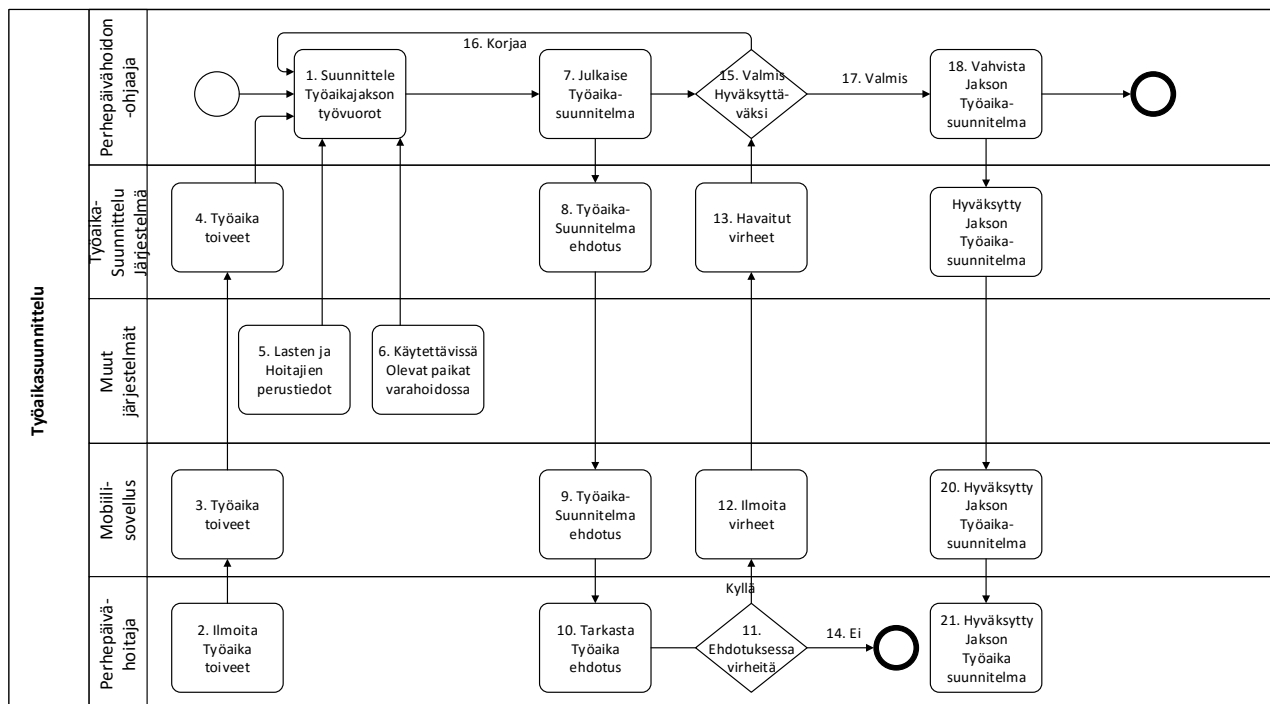 Työaikasuunnittelu
Perhepäivähoidon
-ohjaaja
16. Korjaa
1. Suunnittele
Työaikajakson
työvuorot
7. Julkaise
Työaika-
suunnitelma
15. Valmis
Hyväksyttä-
väksi
17. Valmis
18. Vahvista
Jakson
Työaika-
suunnitelma
Työaika-
Suunnittelu
Järjestelmä
4. Työaika
toiveet
8. Työaika-
Suunnitelma
ehdotus
13. Havaitut
virheet
Hyväksytty
Jakson
Työaika-
suunnitelma
Muut
järjestelmät
5. Lasten ja
Hoitajien
perustiedot
6. Käytettävissä
Olevat paikat
varahoidossa
Mobiili-
sovellus
3. Työaika
toiveet
9. Työaika-
Suunnitelma
ehdotus
12. Ilmoita
virheet
20. Hyväksytty
Jakson
Työaika-
suunnitelma
Perhepäivä-
hoitaja
2. Ilmoita
Työaika
toiveet
10. Tarkasta
Työaika
ehdotus
Kyllä
11.
Ehdotuksessa
virheitä
14. Ei
21. Hyväksytty
Jakson
Työaika
suunnitelma